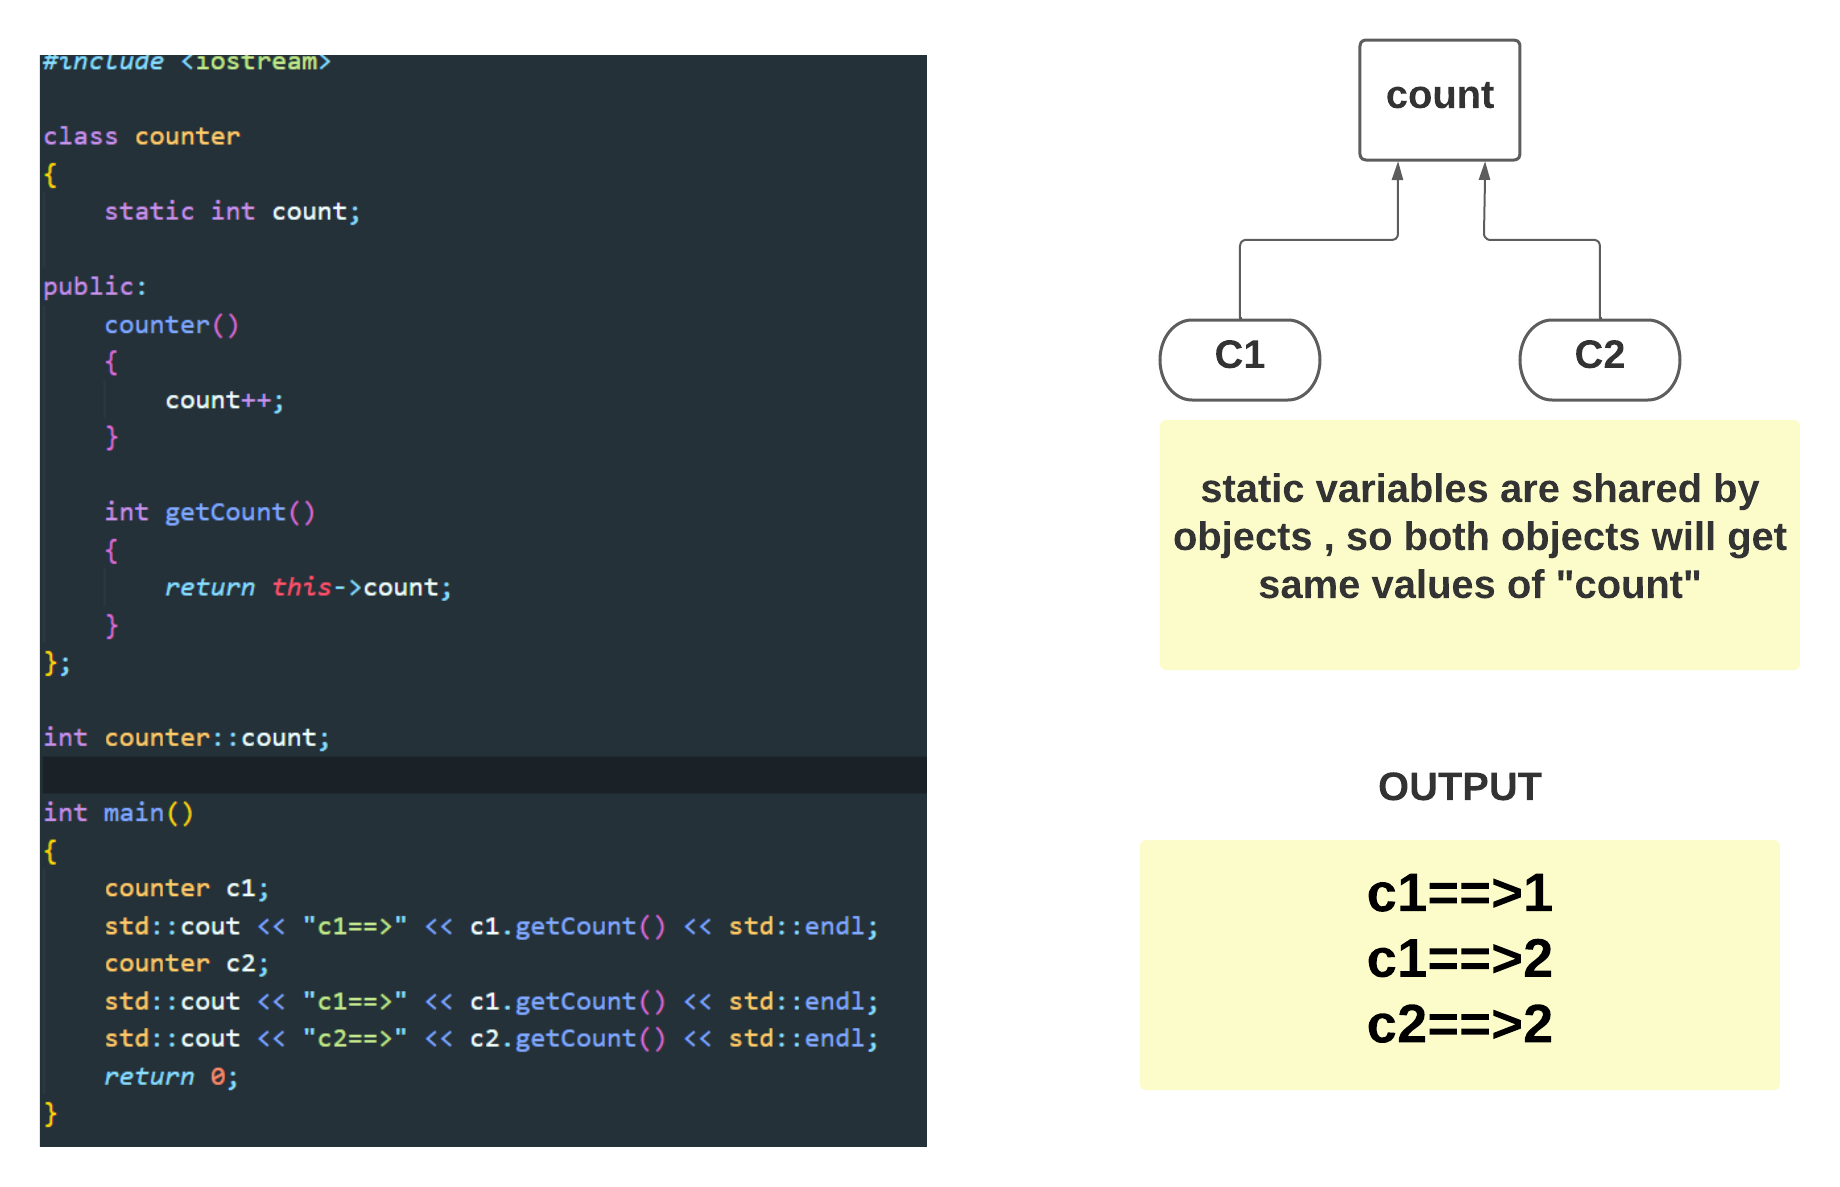 #include <iostream>
class counter
{
static int count;
public:
counter()
{
count++;
}
int getCount()
{
return this->count;
}
};
int counter::count;
int main()
{
counter c1;
std::cout << "c1==>" << c1.getCount() << std::endl;
counter c2;
std::cout << "c1==>" << c1.getCount() << std::endl;
std::cout << "c2==>" << c2.getCount() << std::endl;
return 0;
}
count
C1
C2
static variables are shared by
objects , so both objects will get
same values of "count"
OUTPUT
c1==>1
c1==>2
c2==>2